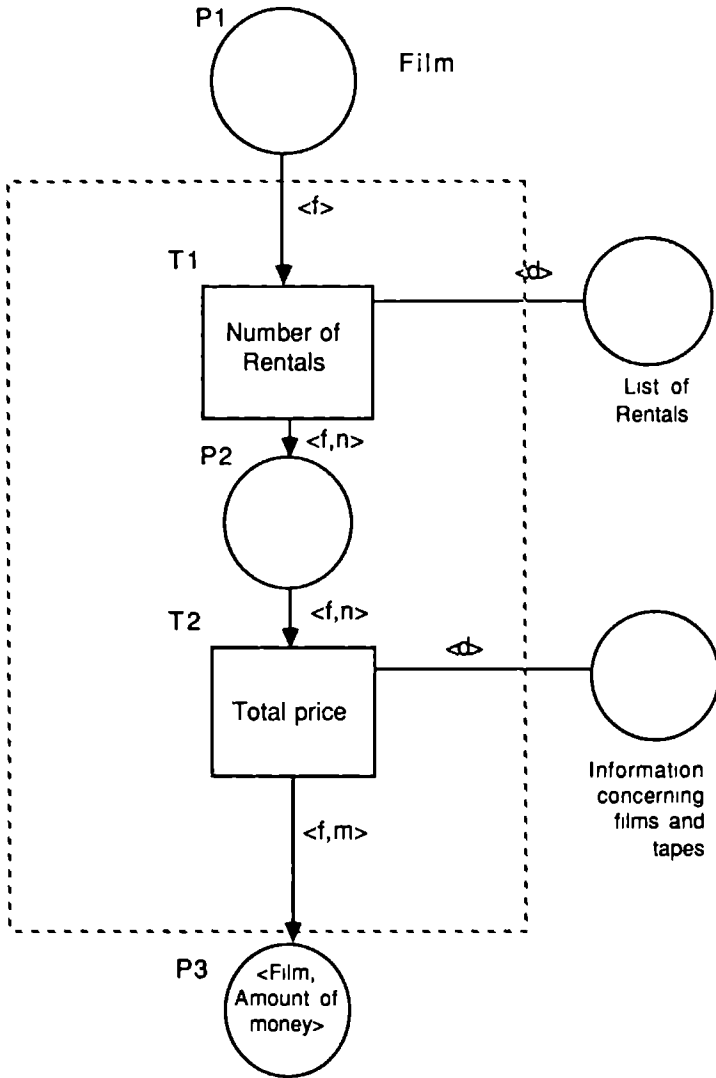 P1
Film
<f>
T1
<d>
Number of
Rentals
List of
Rentals
<f,n>
P2
<f,n>
T2
<d>
Total price
Information
concerning
films and
tapes
<f,m>
P3
<Film,
Amount of
money>